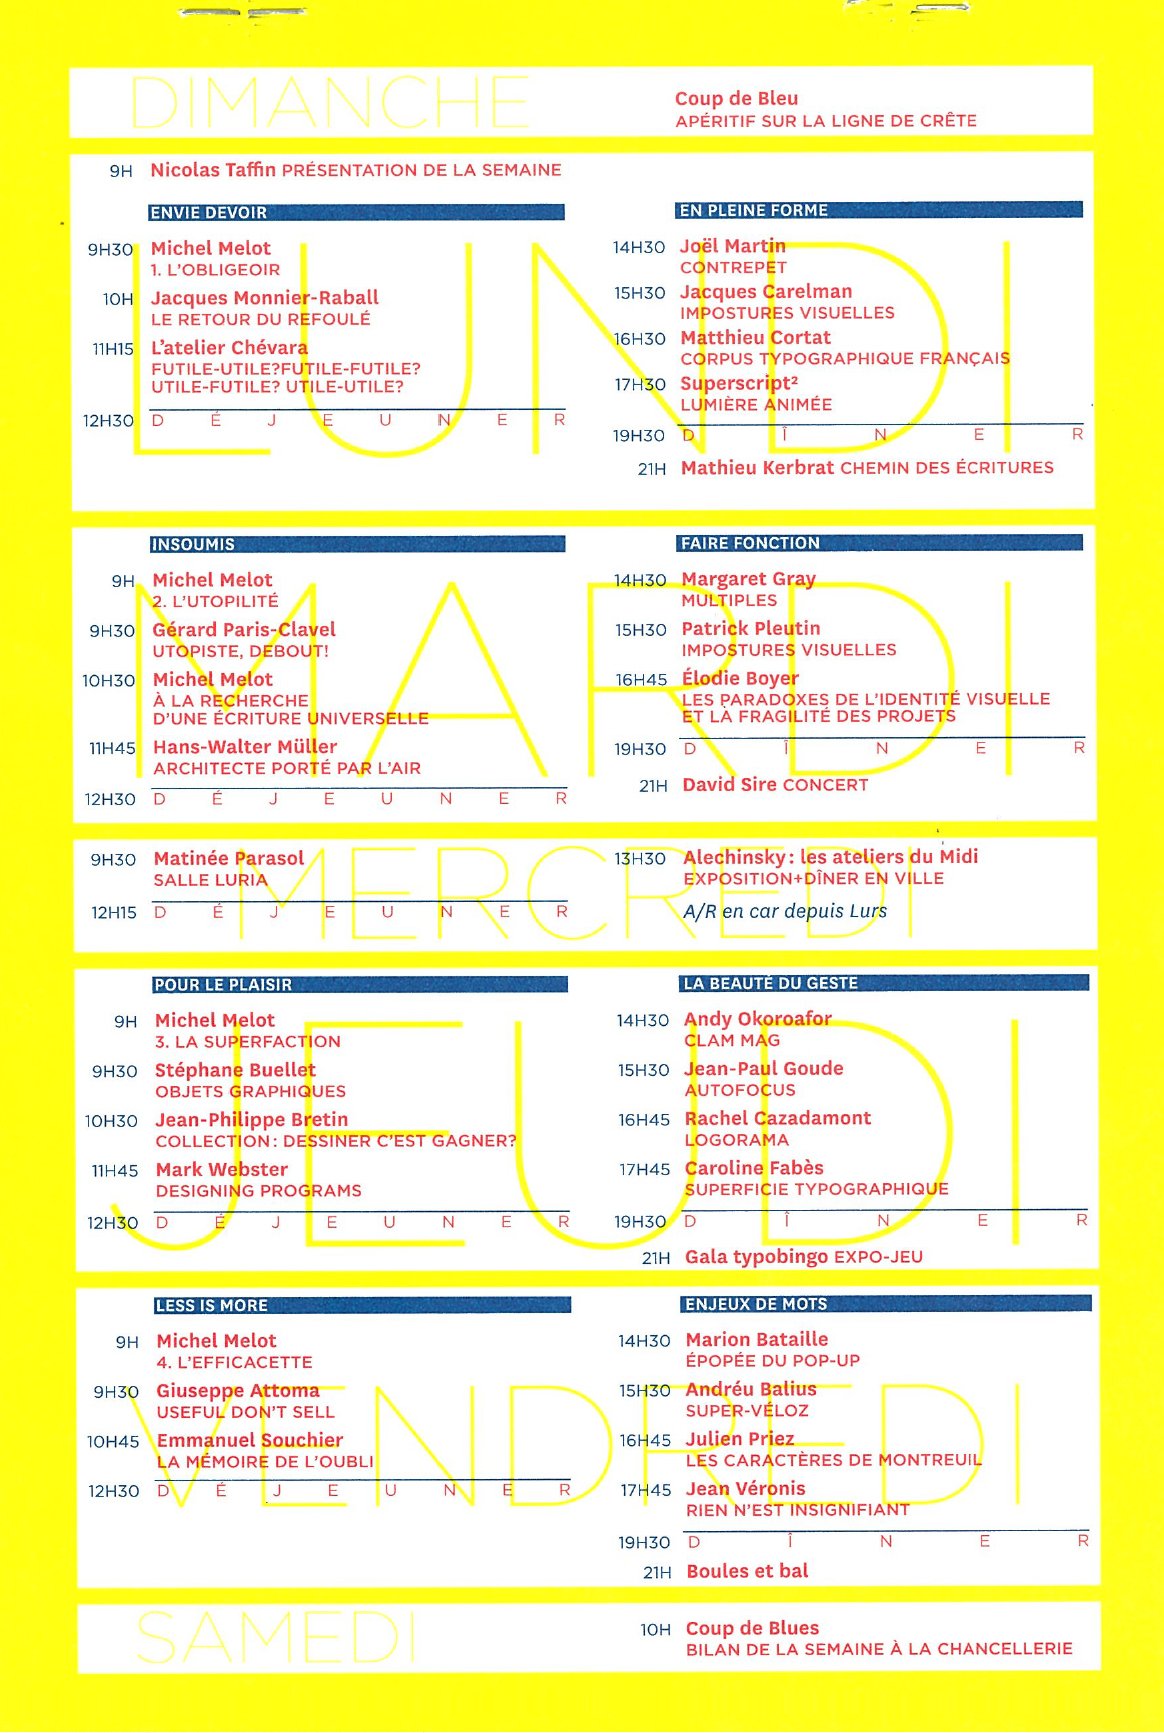 DIMANCHE
Coup de Bleu
APÉRITIF SUR LA LIGNE DE CRÊTE
LUNDI
9H Nicolas Taffin PRÉSENTATION DE LA SEMAINE
ENVIE DEVOIR
9H30 Michel Melot
1. L'OBLIGEOIR
10H Jacques Monnier-Raball
LE RETOUR DU REFOULÉ
11H15 L'atelier Chévara
FUTILE-UTILE?FUTILE-FUTILE?
UTILE-FUTILE? UTILE-UTILE?
12H30 DÉJEUNER
EN PLEINE FORME
14H30 Joël Martin
CONTREPET
15H30 Jacques Carelman
IMPOSTURES VISUELLES
16H30 Matthieu Cortat
CORPUS TYPOGRAPHIQUE FRANÇAIS
17H30 Superscript²
LUMIÈRE ANIMÉE
19H30 DÎNER
21H Mathieu Kerbrat CHEMIN DES ÉCRITURES
MARDI
INSOUMIS
9H Michel Melot
2. L'UTOPILITÉ
9H30 Gérard Paris-Clavel
UTOPISTE, DEBOUT!
10H30 Michel Melot
À LA RECHERCHE
D'UNE ÉCRITURE UNIVERSELLE
11H45 Hans-Walter Müller
ARCHITECTE PORTÉ PAR L'AIR
12H30 DÉJEUNER
FAIRE FONCTION
14H30 Margaret Gray
MULTIPLES
15H30 Patrick Pleutin
IMPOSTURES VISUELLES
16H45 Élodie Boyer
LES PARADOXES DE L'IDENTITÉ VISUELLE
ET LA FRAGILITÉ DES PROJETS
19H30 DÎNER
21H David Sire CONCERT
MERCREDI
9H30 Matinée Parasol
SALLE LURIA
12H15 DÉJEUNER
13H30 Alechinsky: les ateliers du Midi
EXPOSITION+DÎNER EN VILLE
A/R en car depuis Lurs
JEUDI
POUR LE PLAISIR
9H Michel Melot
3. LA SUPERFACTION
9H30 Stéphane Buellet
OBJETS GRAPHIQUES
10H30 Jean-Philippe Bretin
COLLECTION: DESSINER C'EST GAGNER?
11H45 Mark Webster
DESIGNING PROGRAMS
12H30 DÉJEUNER
LA BEAUTÉ DU GESTE
14H30 Andy Okoroafor
CLAM MAG
15H30 Jean-Paul Goude
AUTOFOCUS
16H45 Rachel Cazadamont
LOGORAMA
17H45 Caroline Fabès
SUPERFICIE TYPOGRAPHIQUE
19H30 DÎNER
21H Gala typobingo EXPO-JEU
VENDREDI
LESS IS MORE
9H Michel Melot
4. L'EFFICACETTE
9H30 Giuseppe Attoma
USEFUL DON'T SELL
10H45 Emmanuel Souchier
LA MÉMOIRE DE L'OUBLI
12H30 DÉJEUNER
ENJEUX DE MOTS
14H30 Marion Bataille
ÉPOPÉE DU POP-UP
15H30 Andréu Balius
SUPER-VÉLOZ
16H45 Julien Priez
LES CARACTÈRES DE MONTREUIL
17H45 Jean Véronis
RIEN N'EST INSIGNIFIANT
19H30 DÎNER
21H Boules et bal
SAMEDI
10H Coup de Blues
BILAN DE LA SEMAINE À LA CHANCELLERIE